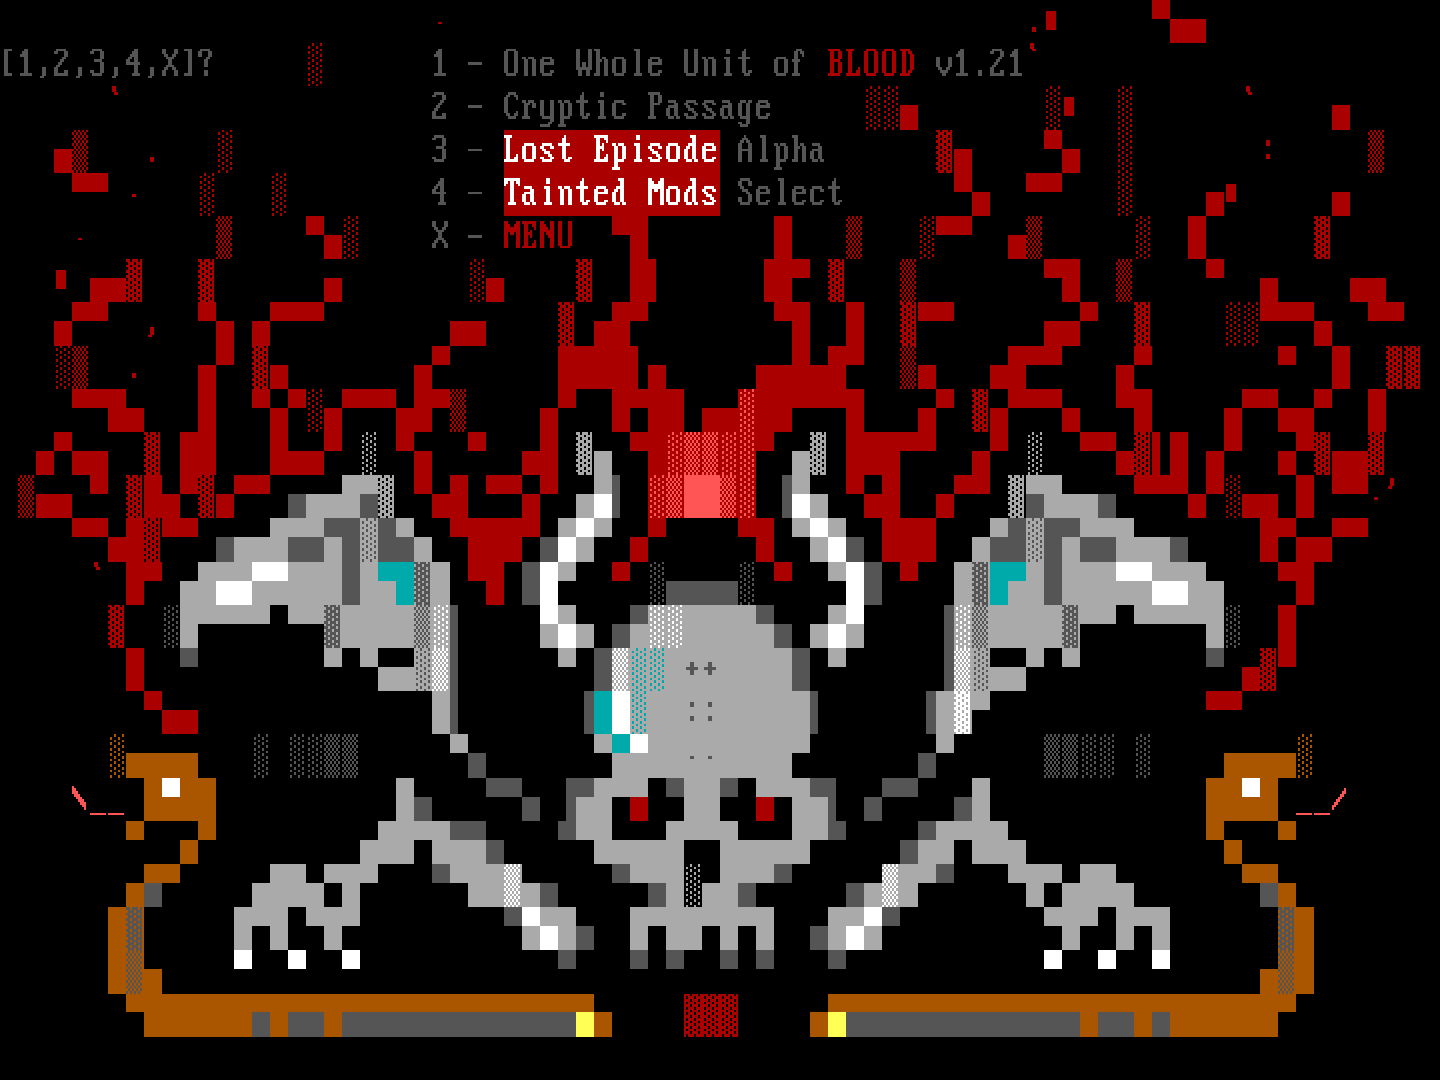 [1,2,3,4,X]?
1 - One Whole Unit of BLOOD v1.21
2 - Cryptic Passage
3 - Lost Episode Alpha
4 - Tainted Mods Select
X - MENU